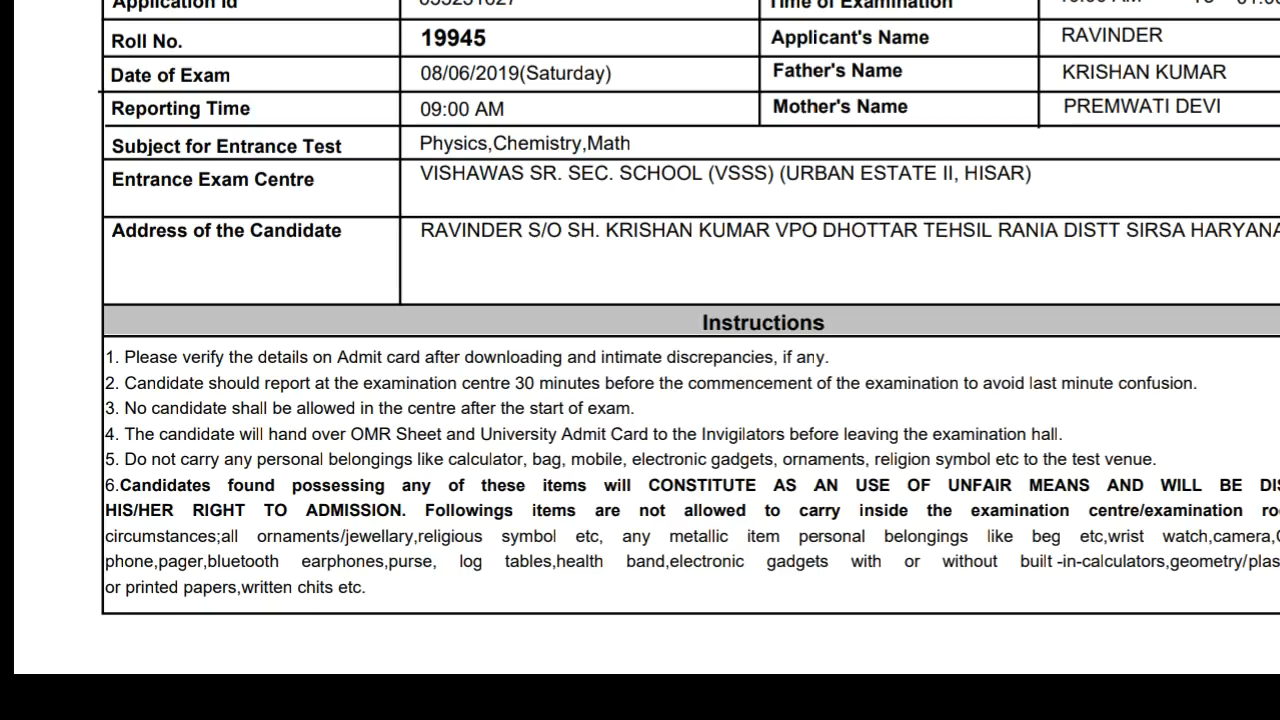 Application Id
Time of Examination
Roll No. 19945 Applicant's Name RAVINDER
Date of Exam 08/06/2019(Saturday) Father's Name KRISHAN KUMAR
Reporting Time 09:00 AM Mother's Name PREMWATI DEVI
Subject for Entrance Test Physics,Chemistry,Math
Entrance Exam Centre VISHAWAS SR. SEC. SCHOOL (VSSS) (URBAN ESTATE II, HISAR)
Address of the Candidate RAVINDER S/O SH. KRISHAN KUMAR VPO DHOTTAR TEHSIL RANIA DISTT SIRSA HARYANA
Instructions
1. Please verify the details on Admit card after downloading and intimate discrepancies, if any.
2. Candidate should report at the examination centre 30 minutes before the commencement of the examination to avoid last minute confusion.
3. No candidate shall be allowed in the centre after the start of exam.
4. The candidate will hand over OMR Sheet and University Admit Card to the Invigilators before leaving the examination hall.
5. Do not carry any personal belongings like calculator, bag, mobile, electronic gadgets, ornaments, religion symbol etc to the test venue.
6.Candidates found possessing any of these items will CONSTITUTE AS AN USE OF UNFAIR MEANS AND WILL BE
HIS/HER RIGHT TO ADMISSION. Followings items are not allowed to carry inside the examination centre/examination
circumstances;all ornaments/jewellary,religious symbol etc, any metallic item personal belongings like beg etc,wrist watch,camera,
phone,pager,bluetooth earphones,purse, log tables,health band,electronic gadgets with or without built -in-calculators,geometry/
or printed papers,written chits etc.